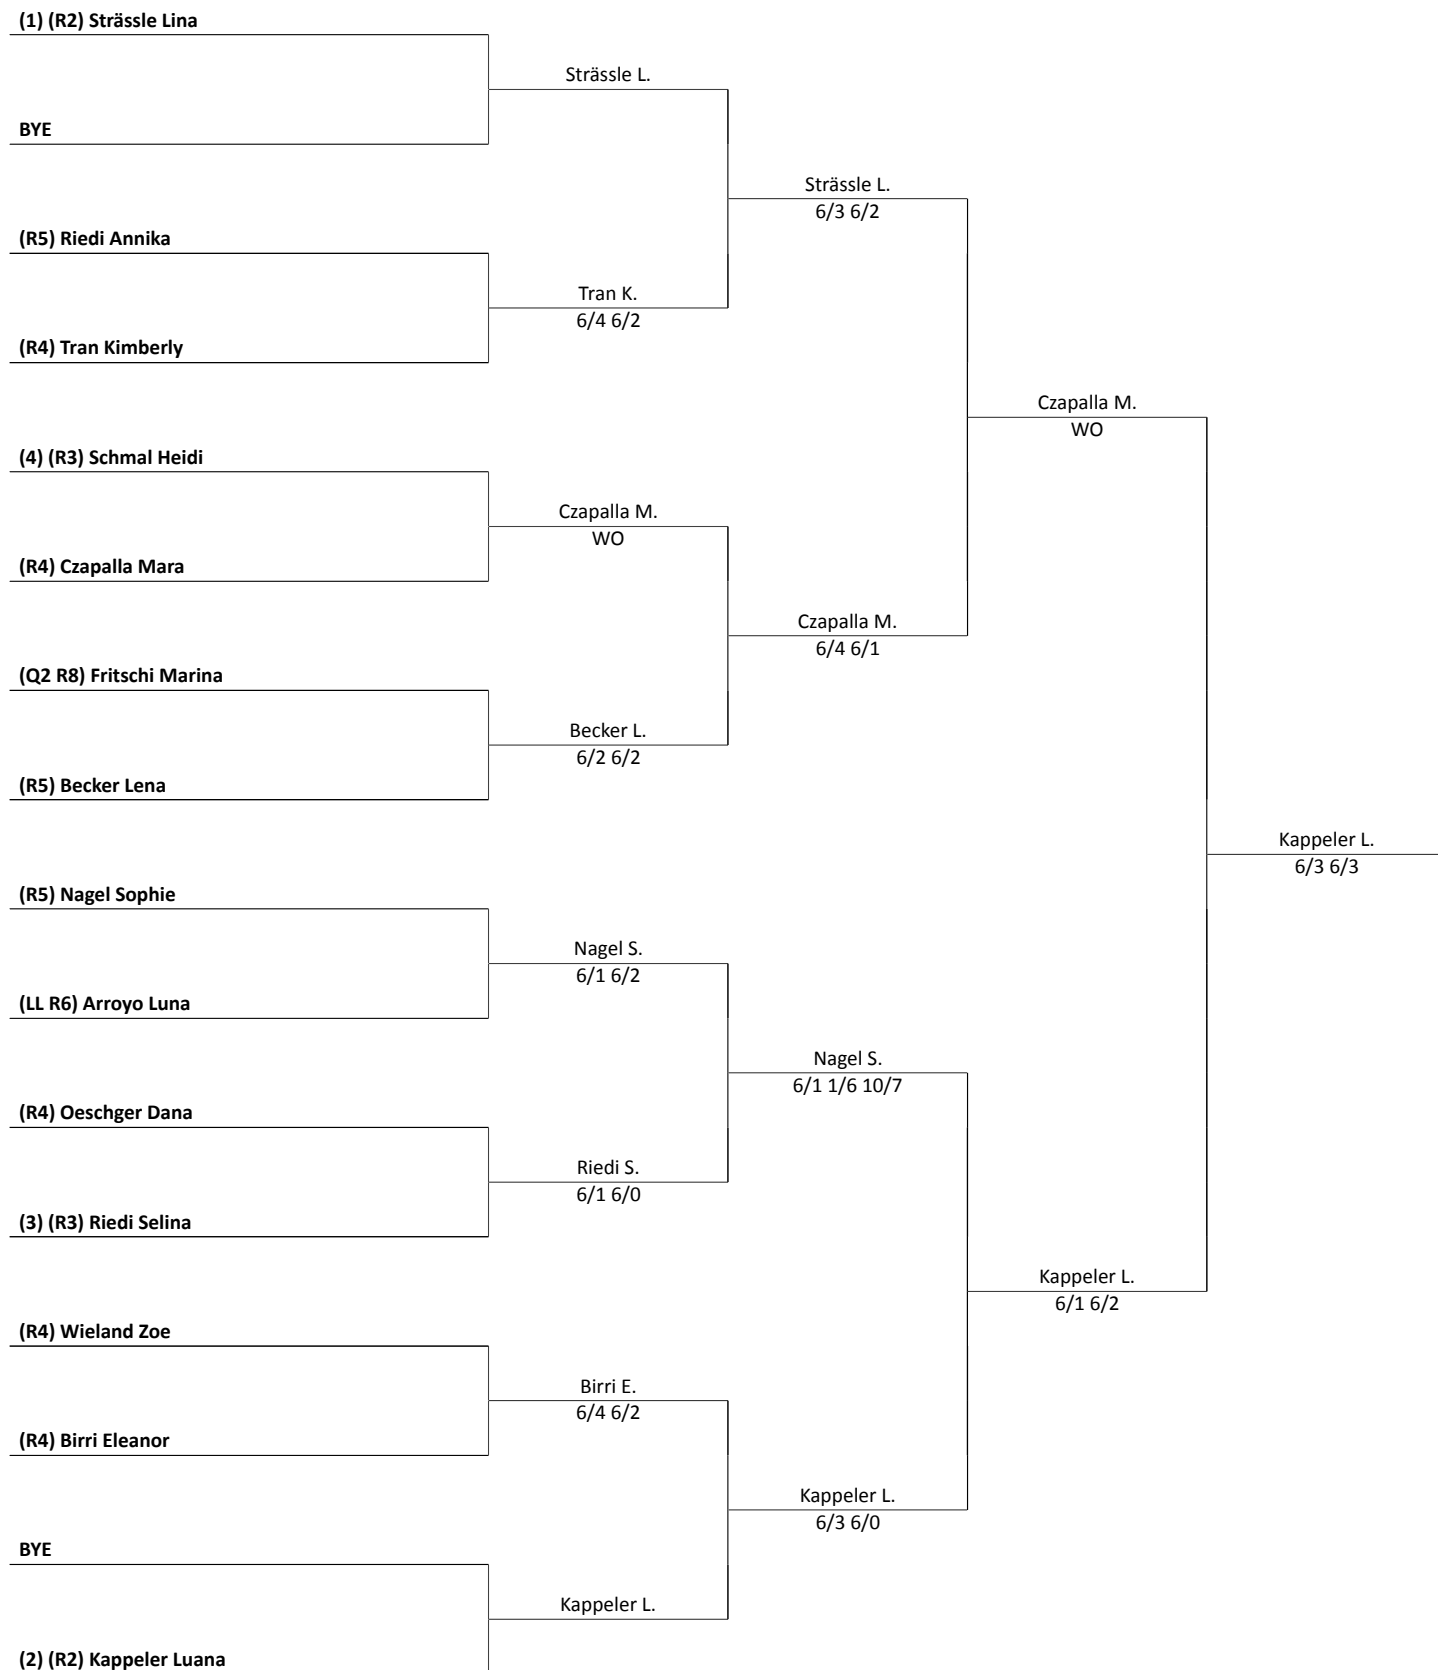 (1) (R2) Strässle Lina
Strässle L.
BYE
Strässle L.
6/3 6/2
(R5) Riedi Annika
Tran K.
6/4 6/2
(R4) Tran Kimberly
Czapalla M.
WO
(4) (R3) Schmal Heidi
Czapalla M.
WO
(R4) Czapalla Mara
Czapalla M.
6/4 6/1
(Q2 R8) Fritschi Marina
Becker L.
6/2 6/2
(R5) Becker Lena
Kappeler L.
6/3 6/3
(R5) Nagel Sophie
Nagel S.
6/1 6/2
(LL R6) Arroyo Luna
Nagel S.
6/1 1/6 10/7
(R4) Oeschger Dana
Riedi S.
6/1 6/0
(3) (R3) Riedi Selina
Kappeler L.
6/1 6/2
(R4) Wieland Zoe
Birri E.
6/4 6/2
(R4) Birri Eleanor
Kappeler L.
6/3 6/0
BYE
Kappeler L.
(2) (R2) Kappeler Luana